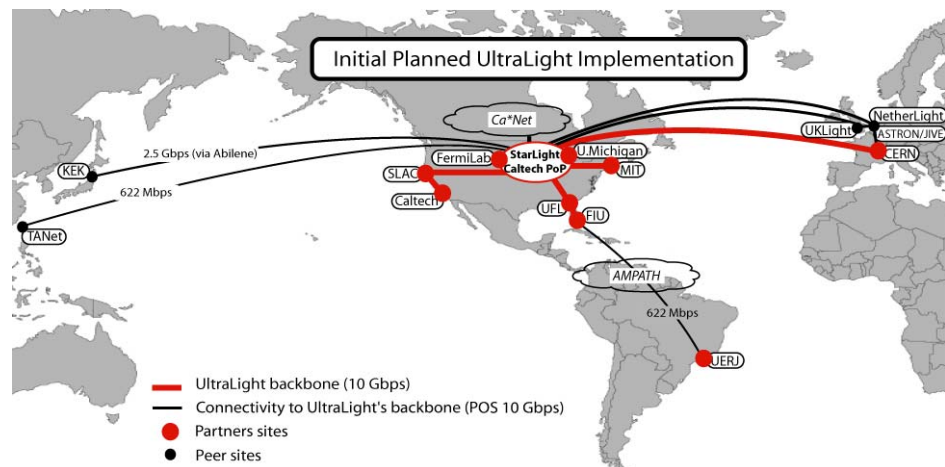 Initial Planned UltraLight Implementation
Ca*Net
NetherLight
UKLight
ASTRON/JIVE
CERN
2.5 Gbps (via Abilene)
FermiLab
StarLight
Caltech PoP
U.Michigan
MIT
KEK
SLAC
622 Mbps
Caltech
UFL
FIU
TANet
AMPATH
622 Mbps
UERJ
UltraLight backbone (10 Gbps)
Connectivity to UltraLight's backbone (POS 10 Gbps)
Partners sites
Peer sites